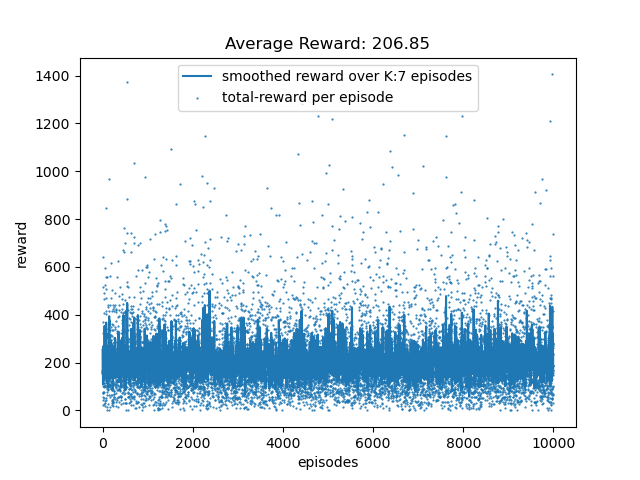 Average Reward: 206.85
smoothed reward over K:7 episodes
total-reward per episode
1400
1200
1000
800
600
400
200
0
reward
0 2000 4000 6000 8000 10000
episodes